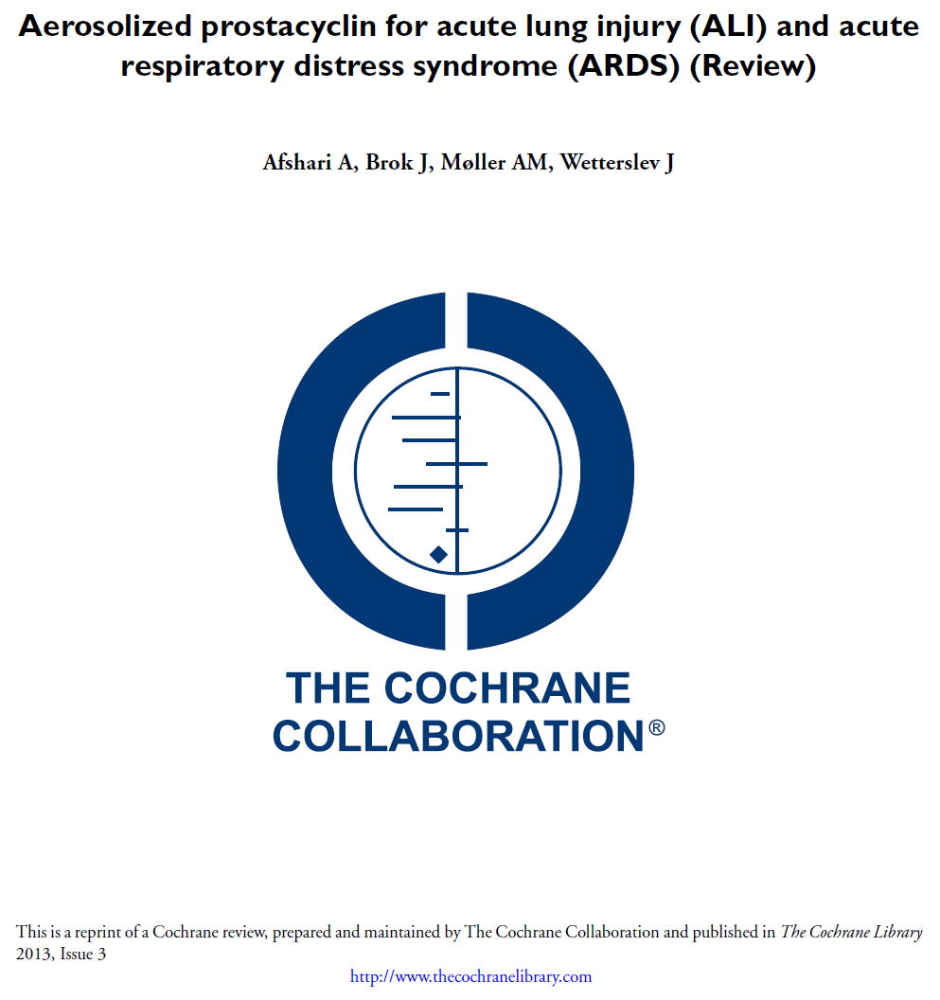 Aerosolized prostacyclin for acute lung injury (ALI) and acute
respiratory distress syndrome (ARDS) (Review)
Afshari A, Brok J, Møller AM, Wetterslev J
THE COCHRANE
COLLABORATION®
This is a reprint of a Cochrane review, prepared and maintained by The Cochrane Collaboration and published in The Cochrane Library
2013, Issue 3
http://www.thecochranelibrary.com